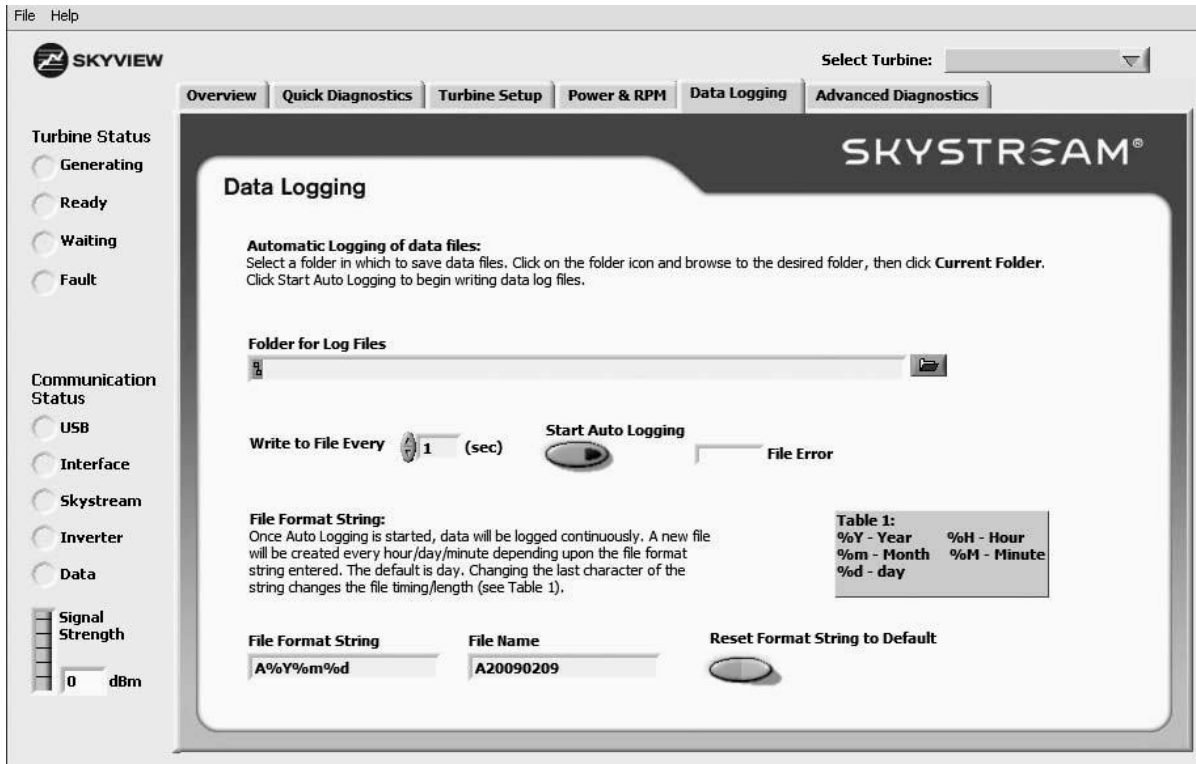 File Help
SKYVIEW
Select Turbine:
Overview Quick Diagnostics Turbine Setup Power & RPM Data Logging Advanced Diagnostics
SKYSTREAM®
Turbine Status
Generating
Ready
Waiting
Fault
Communication
Status
USB
Interface
Skystream
Inverter
Data
Signal
Strength
0 dBm
Data Logging
Automatic Logging of data files:
Select a folder in which to save data files. Click on the folder icon and browse to the desired folder, then click Current Folder.
Click Start Auto Logging to begin writing data log files.
Folder for Log Files
Write to File Every 1 (sec)
Start Auto Logging
File Error
File Format String:
Once Auto Logging is started, data will be logged continuously. A new file
will be created every hour/day/minute depending upon the file format
string entered. The default is day. Changing the last character of the
string changes the file timing/length (see Table 1).
Table 1:
%Y - Year %H - Hour
%m - Month %M - Minute
%d - day
File Format String
A%Y%m%d
File Name
A20090209
Reset Format String to Default